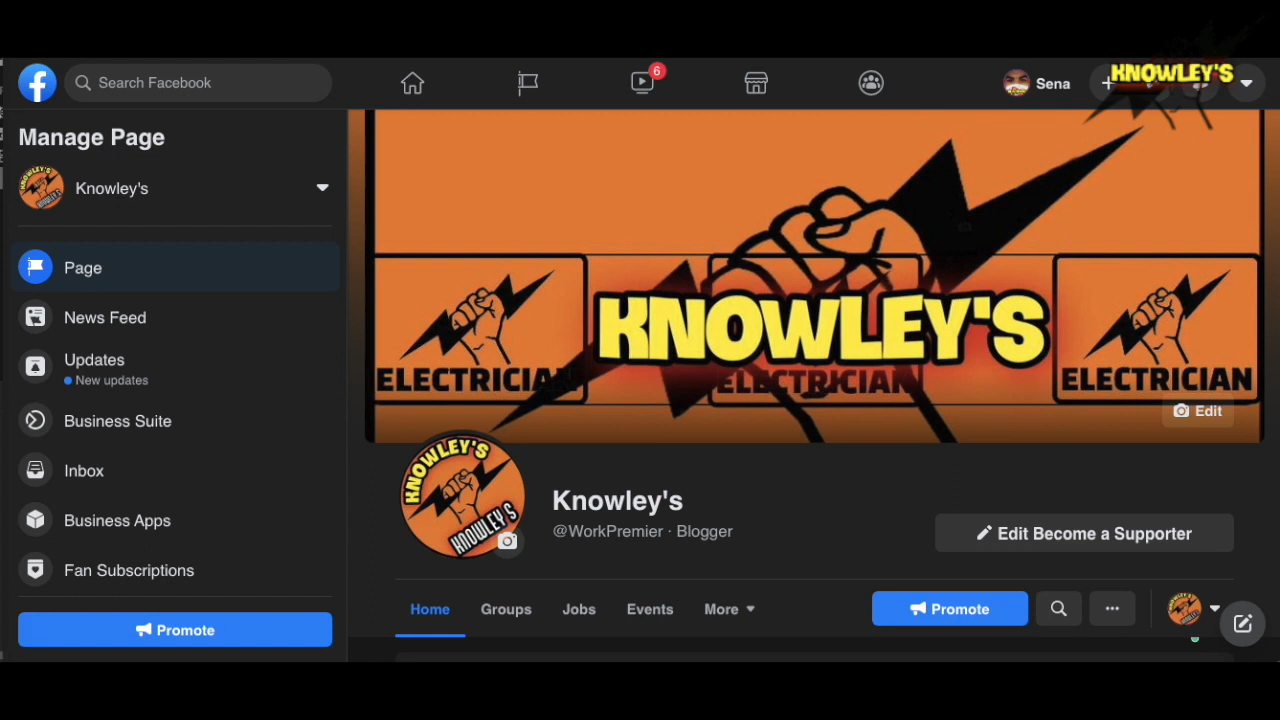 Search Facebook
6
Sena
KNOWLEY'S
Manage Page
Knowley's
Page
News Feed
Updates
New updates
Business Suite
Inbox
Business Apps
Fan Subscriptions
Promote
KNOWLEY'S
ELECTRICIAN
ELECTRICIAN
ELECTRICIAN
Edit
KNOWLEY'S
KNOWLEY'S
Knowley's
@WorkPremier · Blogger
Edit Become a Supporter
Home
Groups
Jobs
Events
More
Promote